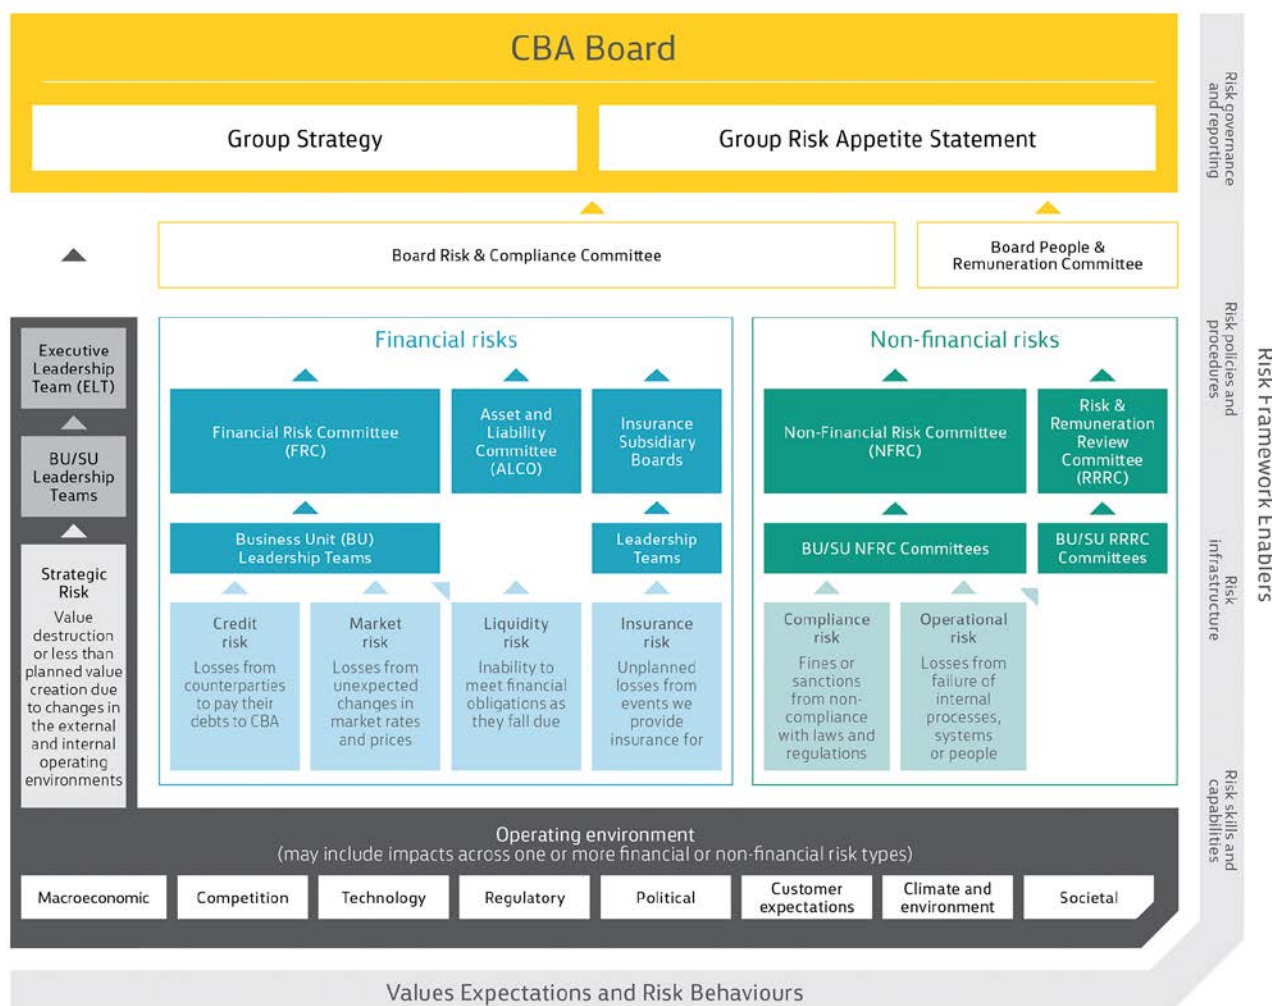 CBA Board
Group Strategy
Group Risk Appetite Statement
Board Risk & Compliance Committee
Board People &
Remuneration Committee
Executive
Leadership
Team (ELT)
BU/SU
Leadership
Teams
Strategic
Risk
Value
destruction
or less than
planned value
creation due
to changes in
the external
and internal
operating
environments
Financial risks
Financial Risk Committee
(FRC)
Asset and
Liability
Committee
(ALCO)
Insurance
Subsidiary
Boards
Business Unit (BU)
Leadership Teams
Leadership
Teams
Credit
risk
Losses from
counterparties
to pay their
debts to CBA
Market
risk
Losses from
unexpected
changes in
market rates
and prices
Liquidity
risk
Inability to
meet financial
obligations as
they fall due
Insurance
risk
Unplanned
losses from
events we
provide
insurance for
Non-financial risks
Non-Financial Risk Committee
(NFRC)
Risk &
Remuneration
Review
Committee
(RRRC)
BU/SU NFRC Committees
BU/SU RRRC
Committees
Compliance
risk
Fines or
sanctions
from non-
compliance
with laws and
regulations
Operational
risk
Losses from
failure of
internal
processes,
systems
or people
Operating environment
(may include impacts across one or more financial or non-financial risk types)
Macroeconomic
Competition
Technology
Regulatory
Political
Customer
expectations
Climate and
environment
Societal
Values Expectations and Risk Behaviours
Risk governance
and reporting
Risk policies and
procedures
Risk
infrastructure
Risk skills and
capabilities
Risk Framework Enablers